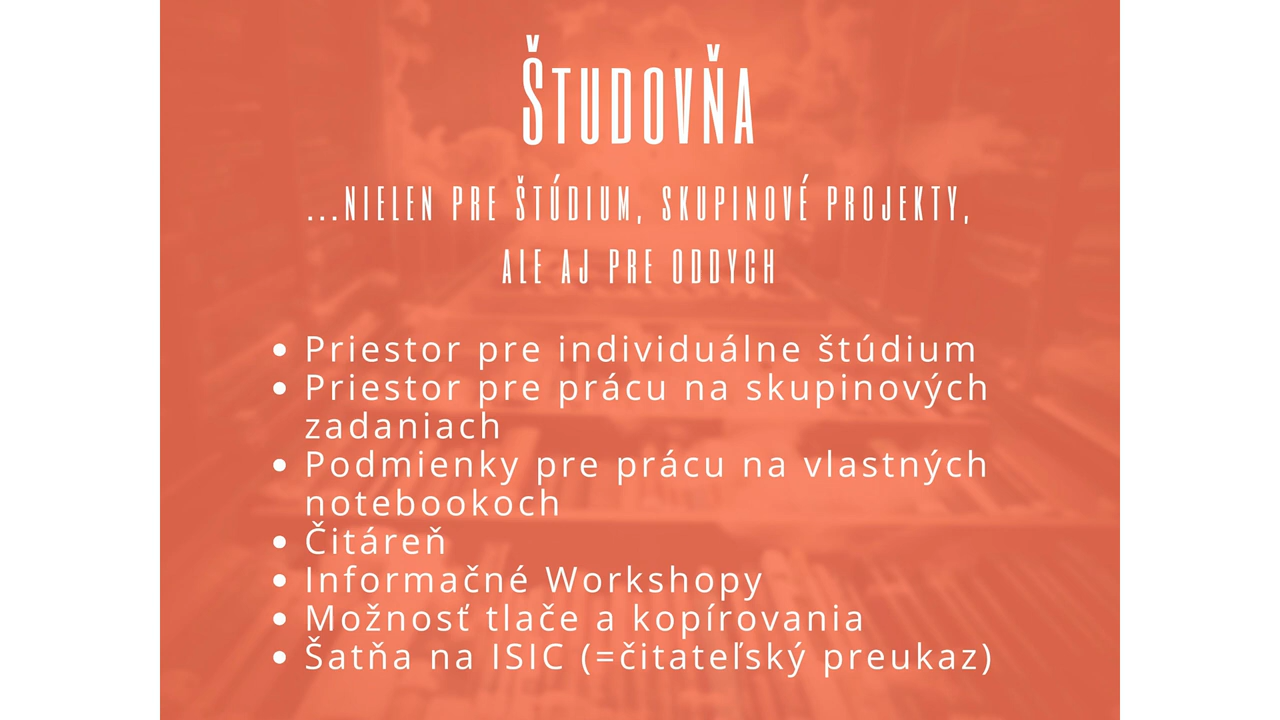 Študovňa
...nielen pre štúdium, skupinové projekty,
ale aj pre oddych
• Priestor pre individuálne štúdium
• Priestor pre prácu na skupinových
zadaniach
• Podmienky pre prácu na vlastných
notebookoch
• Čitáreň
• Informačné Workshopy
• Možnosť tlače a kopírovania
• Šatňa na ISIC (=čitateľský preukaz)